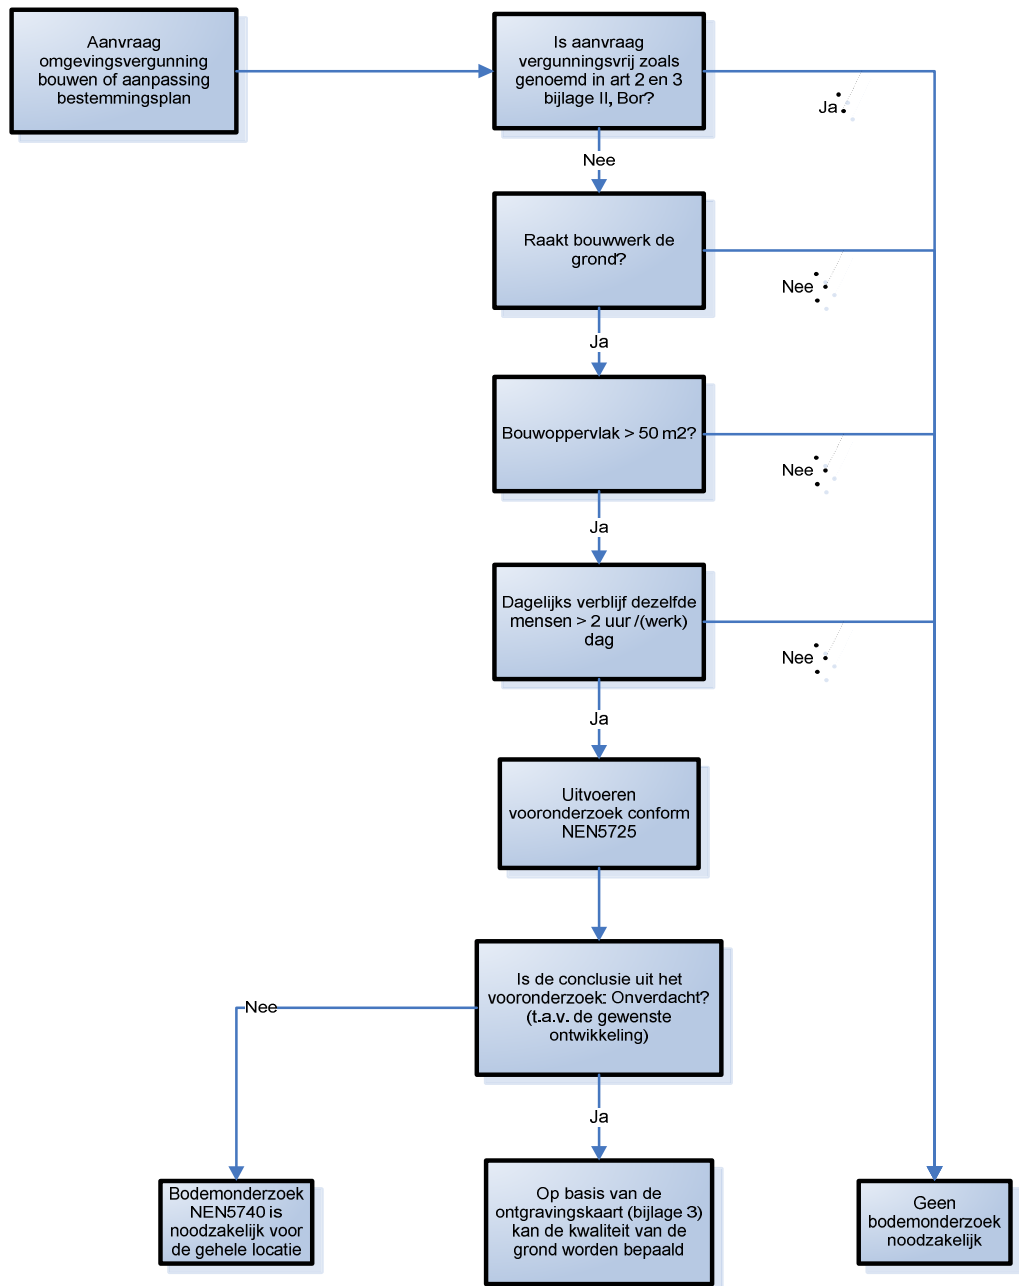 Aanvraag
omgevingsvergunning
bouwen of aanpassing
bestemmingsplan
Is aanvraag
vergunningsvrij zoals
genoemd in art 2 en 3
bijlage II, Bor?
Ja
Nee
Raakt bouwwerk de
grond?
Nee
Ja
Bouwoppervlak > 50 m2?
Nee
Ja
Dagelijks verblijf dezelfde
mensen > 2 uur /(werk)
dag
Nee
Ja
Uitvoeren
vooronderzoek conform
NEN5725
Is de conclusie uit het
vooronderzoek: Onverdacht?
(t.a.v. de gewenste
ontwikkeling)
Nee
Ja
Bodemonderzoek
NEN5740 is
noodzakelijk voor
de gehele locatie
Op basis van de
ontgravingskaart (bijlage 3)
kan de kwaliteit van de
grond worden bepaald
Geen
bodemonderzoek
noodzakelijk